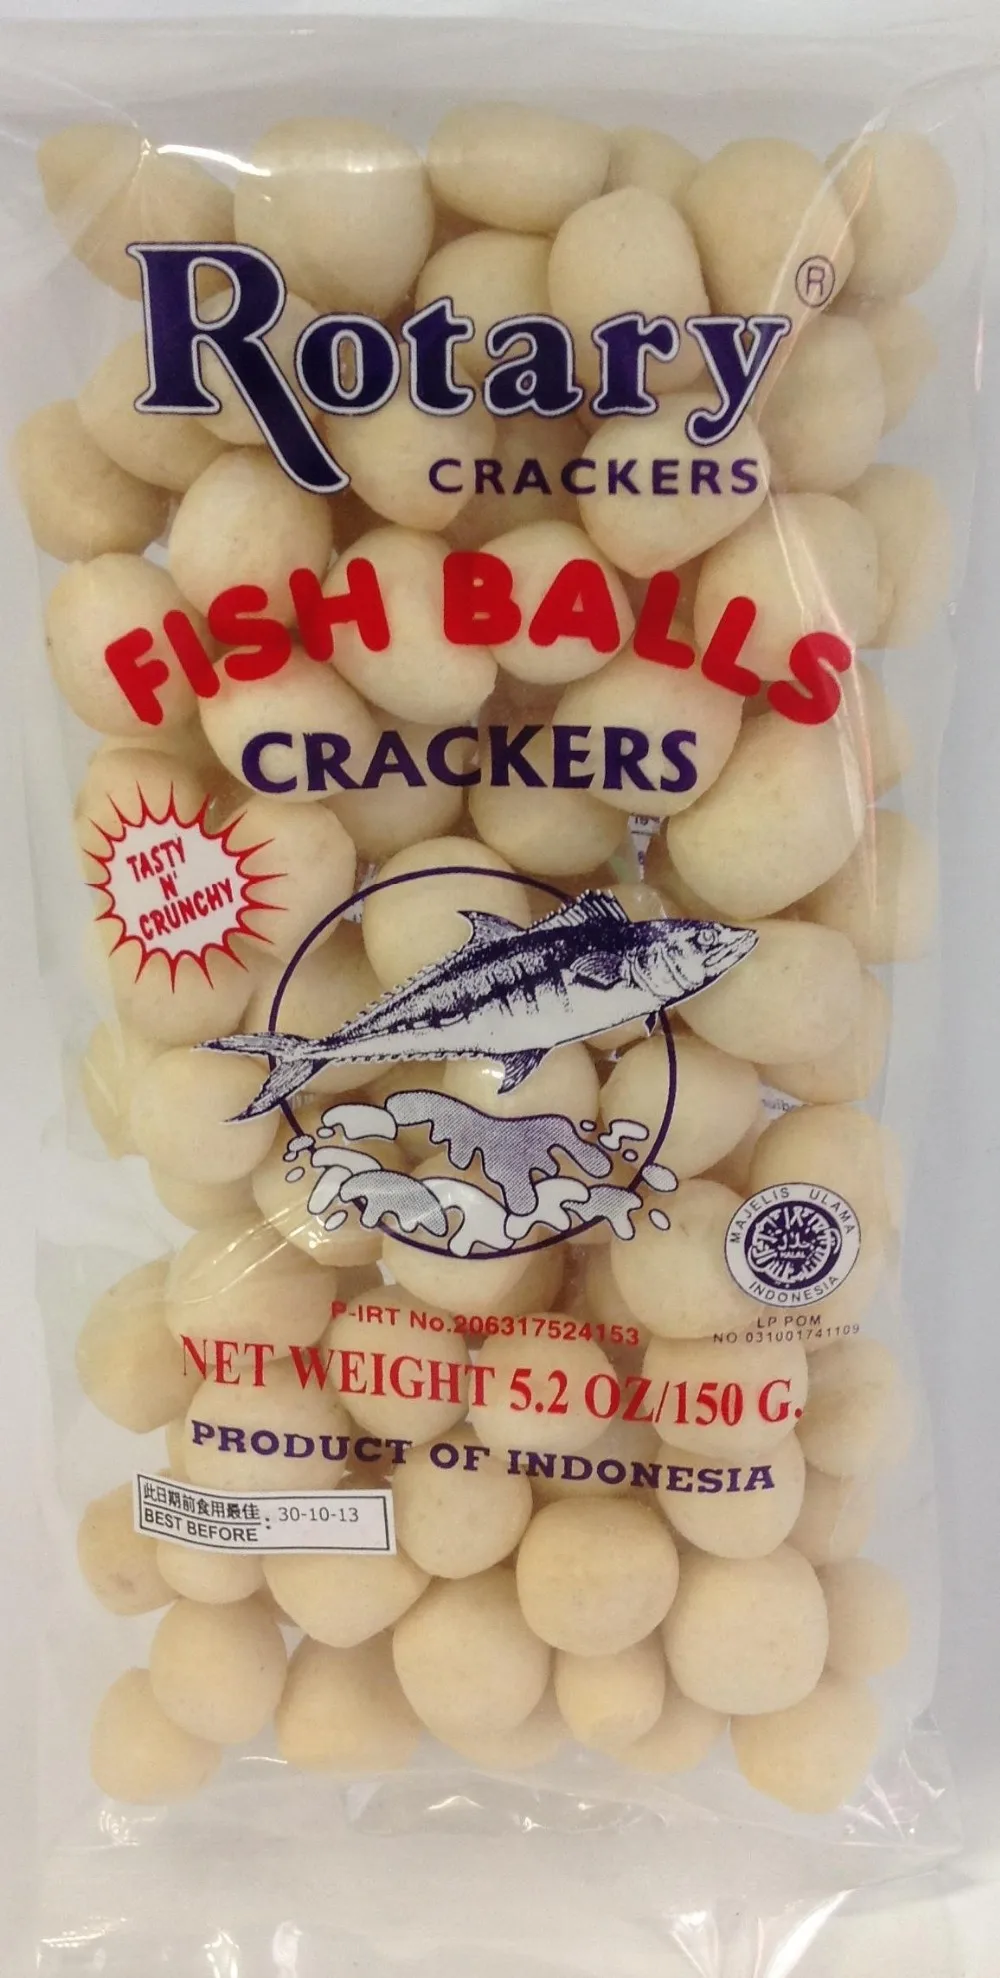 Rotary®
CRACKERS
FISH BALLS
CRACKERS
TASTY
N'
CRUNCHY
MAJELIS ULAMA
حلال
HALAL
INDONESIA
LP POM
NO 031001741109
P-IRT No.206317524153
NET WEIGHT 5.2 OZ/150 G.
PRODUCT OF INDONESIA
此日期前食用最佳 : 30-10-13
BEST BEFORE